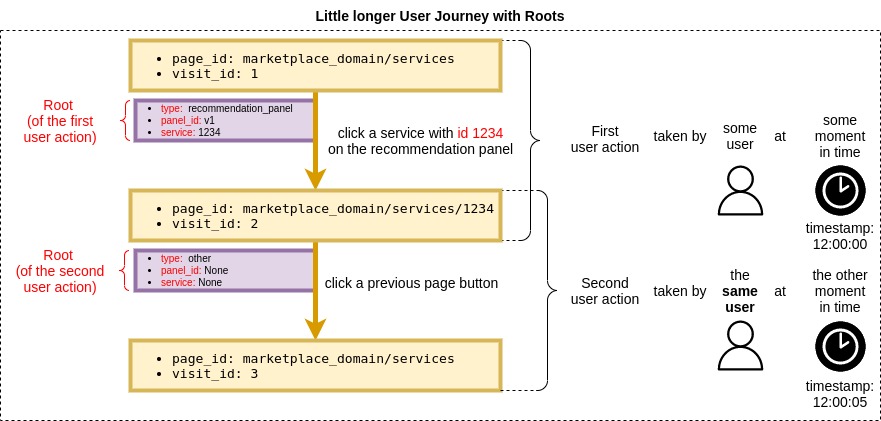 Little longer User Journey with Roots
• page_id: marketplace_domain/services
• visit_id: 1
Root
(of the first
user action)
• type: recommendation_panel
• panel_id: v1
• service: 1234
click a service with id 1234
on the recommendation panel
First
user action
taken by
some
user
at
some
moment
in time
timestamp:
12:00:00
• page_id: marketplace_domain/services/1234
• visit_id: 2
Root
(of the second
user action)
• type: other
• panel_id: None
• service: None
click a previous page button
Second
user action
taken by
the
same
user
at
the other
moment
in time
timestamp:
12:00:05
• page_id: marketplace_domain/services
• visit_id: 3